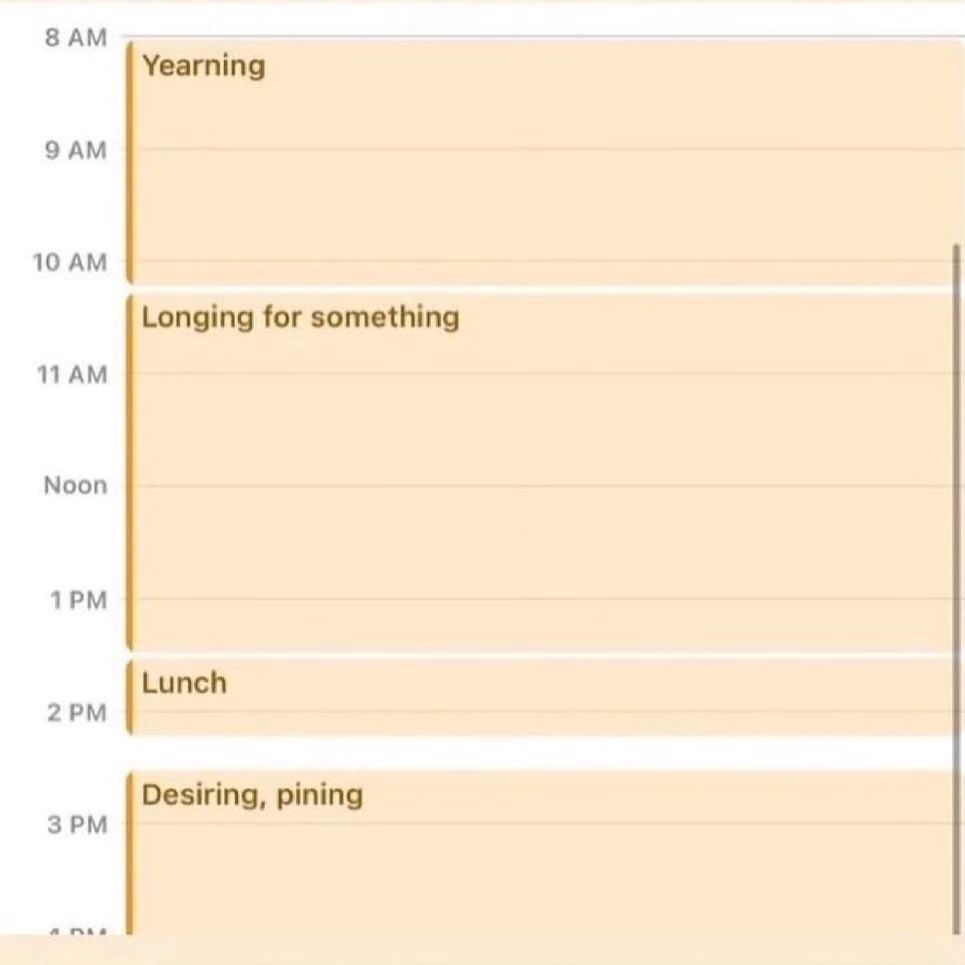 8 AM
Yearning
9 AM
10 AM
Longing for something
11 AM
Noon
1 PM
Lunch
2 PM
Desiring, pining
3 PM